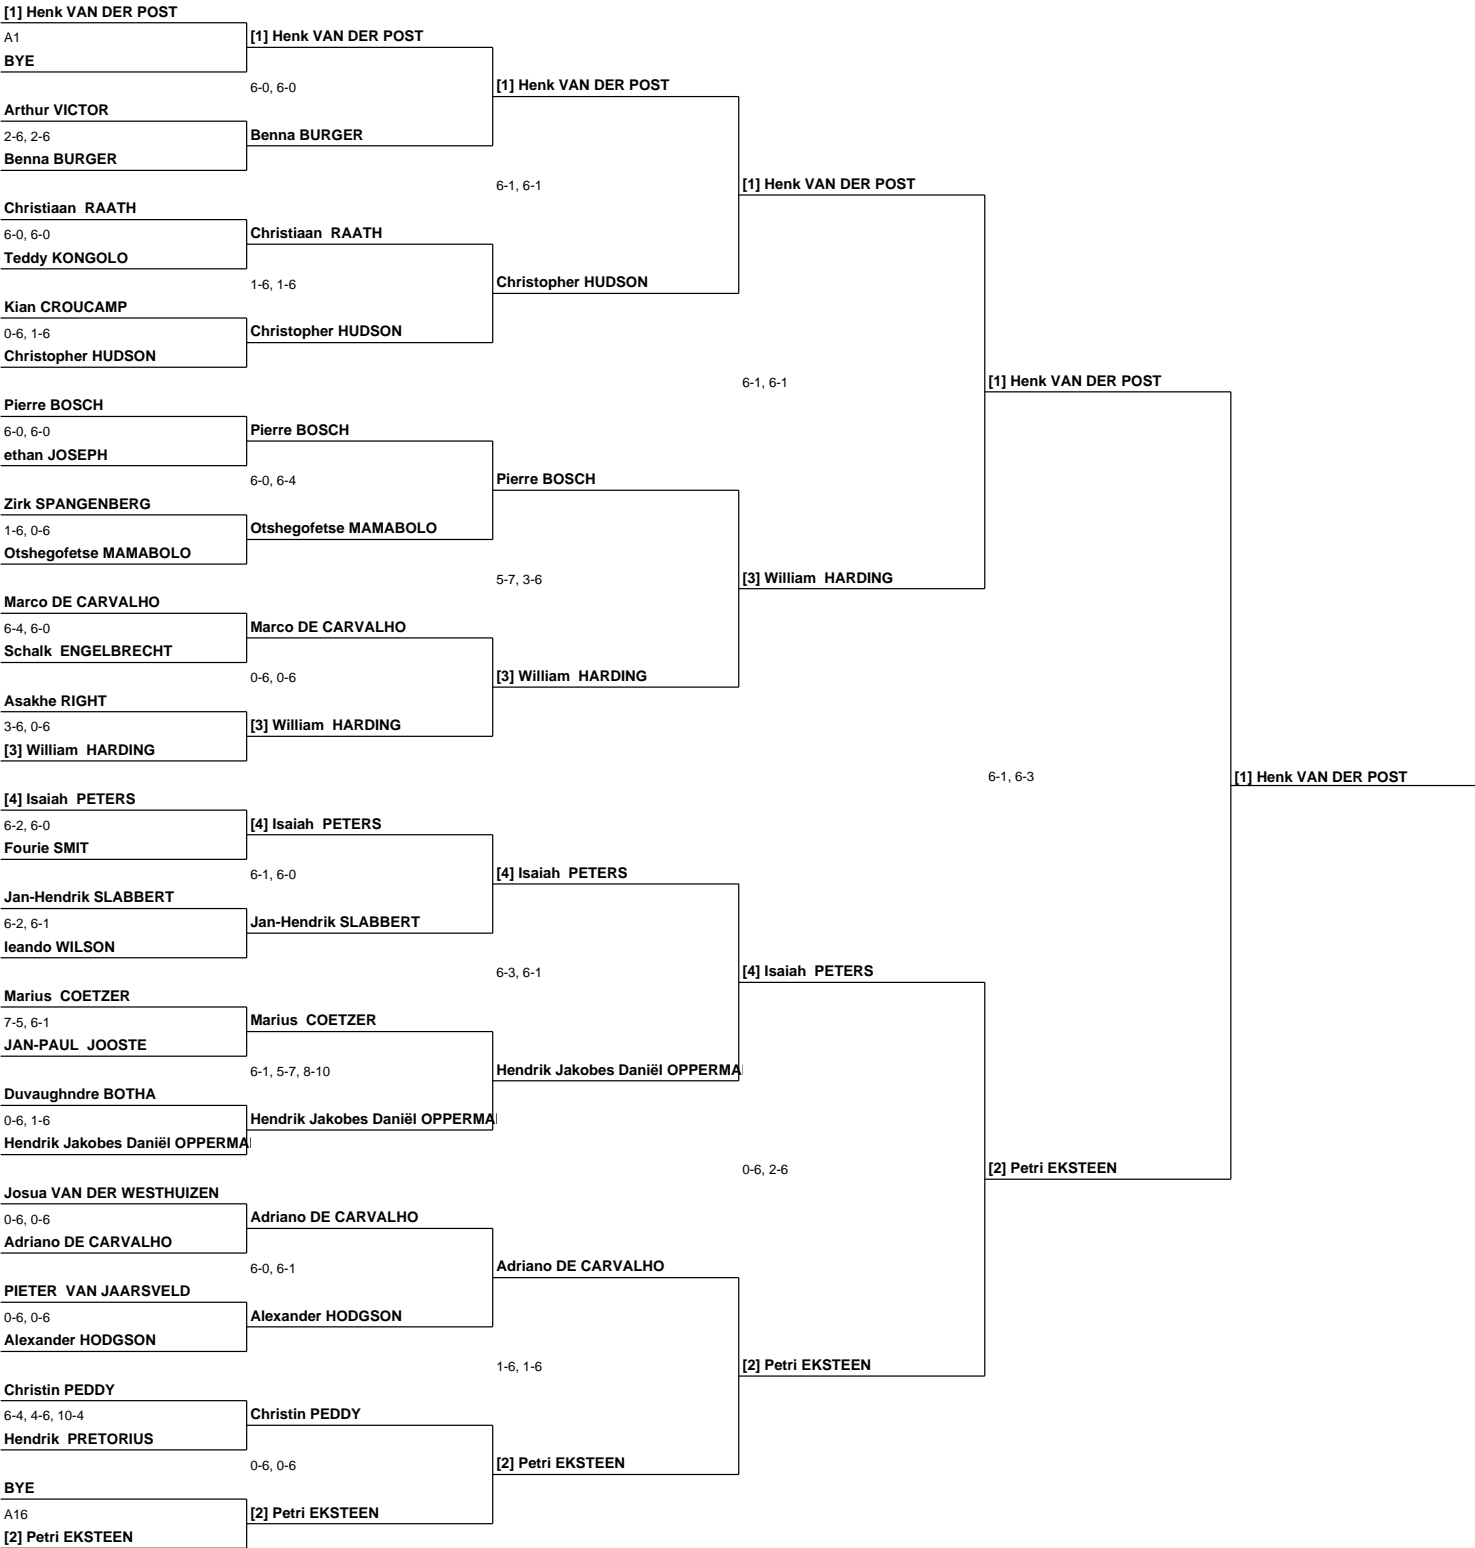 [1] Henk VAN DER POST
A1
BYE
Arthur VICTOR
2-6, 2-6
Benna BURGER
Christiaan RAATH
6-0, 6-0
Teddy KONGOLO
Kian CROUCAMP
0-6, 1-6
Christopher HUDSON
Pierre BOSCH
6-0, 6-0
ethan JOSEPH
Zirk SPANGENBERG
1-6, 0-6
Otshegofetse MAMABOLO
Marco DE CARVALHO
6-4, 6-0
Schalk ENGELBRECHT
Asakhe RIGHT
3-6, 0-6
[3] William HARDING
[4] Isaiah PETERS
6-2, 6-0
Fourie SMIT
Jan-Hendrik SLABBERT
6-2, 6-1
leando WILSON
Marius COETZER
7-5, 6-1
JAN-PAUL JOOSTE
Duvaughndre BOTHA
0-6, 1-6
Hendrik Jakobes Daniël OPPERMA
Josua VAN DER WESTHUIZEN
0-6, 0-6
Adriano DE CARVALHO
PIETER VAN JAARSVELD
0-6, 0-6
Alexander HODGSON
Christin PEDDY
6-4, 4-6, 10-4
Hendrik PRETORIUS
BYE
A16
[2] Petri EKSTEEN
[1] Henk VAN DER POST
6-0, 6-0
Benna BURGER
Christiaan RAATH
1-6, 1-6
Christopher HUDSON
Pierre BOSCH
6-0, 6-4
Otshegofetse MAMABOLO
Marco DE CARVALHO
0-6, 0-6
[3] William HARDING
[4] Isaiah PETERS
6-1, 6-0
Jan-Hendrik SLABBERT
Marius COETZER
6-1, 5-7, 8-10
Hendrik Jakobes Daniël OPPERMA
Adriano DE CARVALHO
6-0, 6-1
Alexander HODGSON
Christin PEDDY
0-6, 0-6
[2] Petri EKSTEEN
[1] Henk VAN DER POST
6-1, 6-1
Christopher HUDSON
Pierre BOSCH
5-7, 3-6
[3] William HARDING
[4] Isaiah PETERS
6-3, 6-1
Hendrik Jakobes Daniël OPPERMA
Adriano DE CARVALHO
1-6, 1-6
[2] Petri EKSTEEN
[1] Henk VAN DER POST
6-1, 6-1
[3] William HARDING
[4] Isaiah PETERS
0-6, 2-6
[2] Petri EKSTEEN
[1] Henk VAN DER POST
6-1, 6-3
[2] Petri EKSTEEN
[1] Henk VAN DER POST